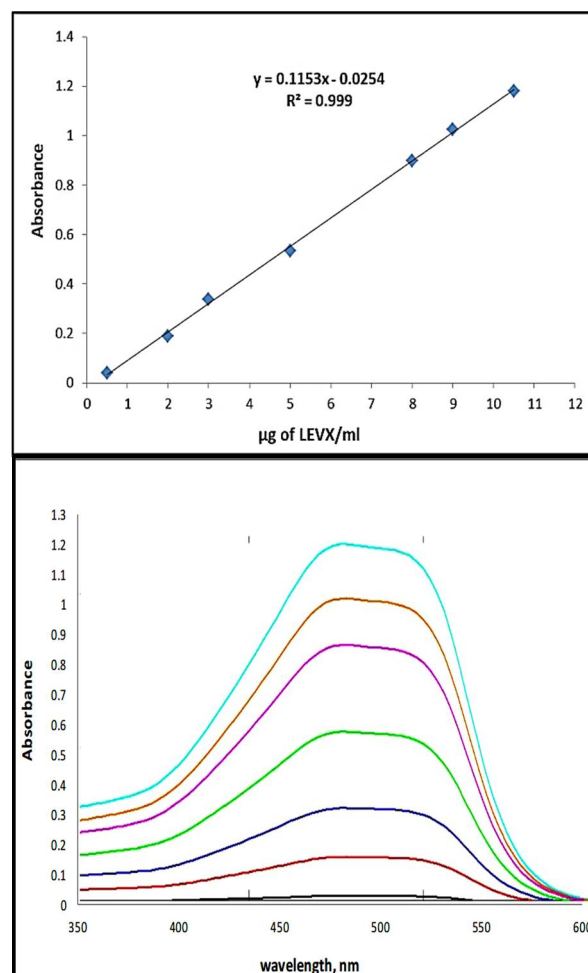 1.4
y = 0.1153x - 0.0254
R² = 0.999
1.2
1
0.8
0.6
0.4
0.2
0
Absorbance
0 1 2 3 4 5 6 7 8 9 10 11 12
µg of LEVX/ml
1.3
1.2
1.1
1
0.9
0.8
0.7
0.6
0.5
0.4
0.3
0.2
0.1
0
Absorbance
350 400 450 500 550 600
wavelength, nm